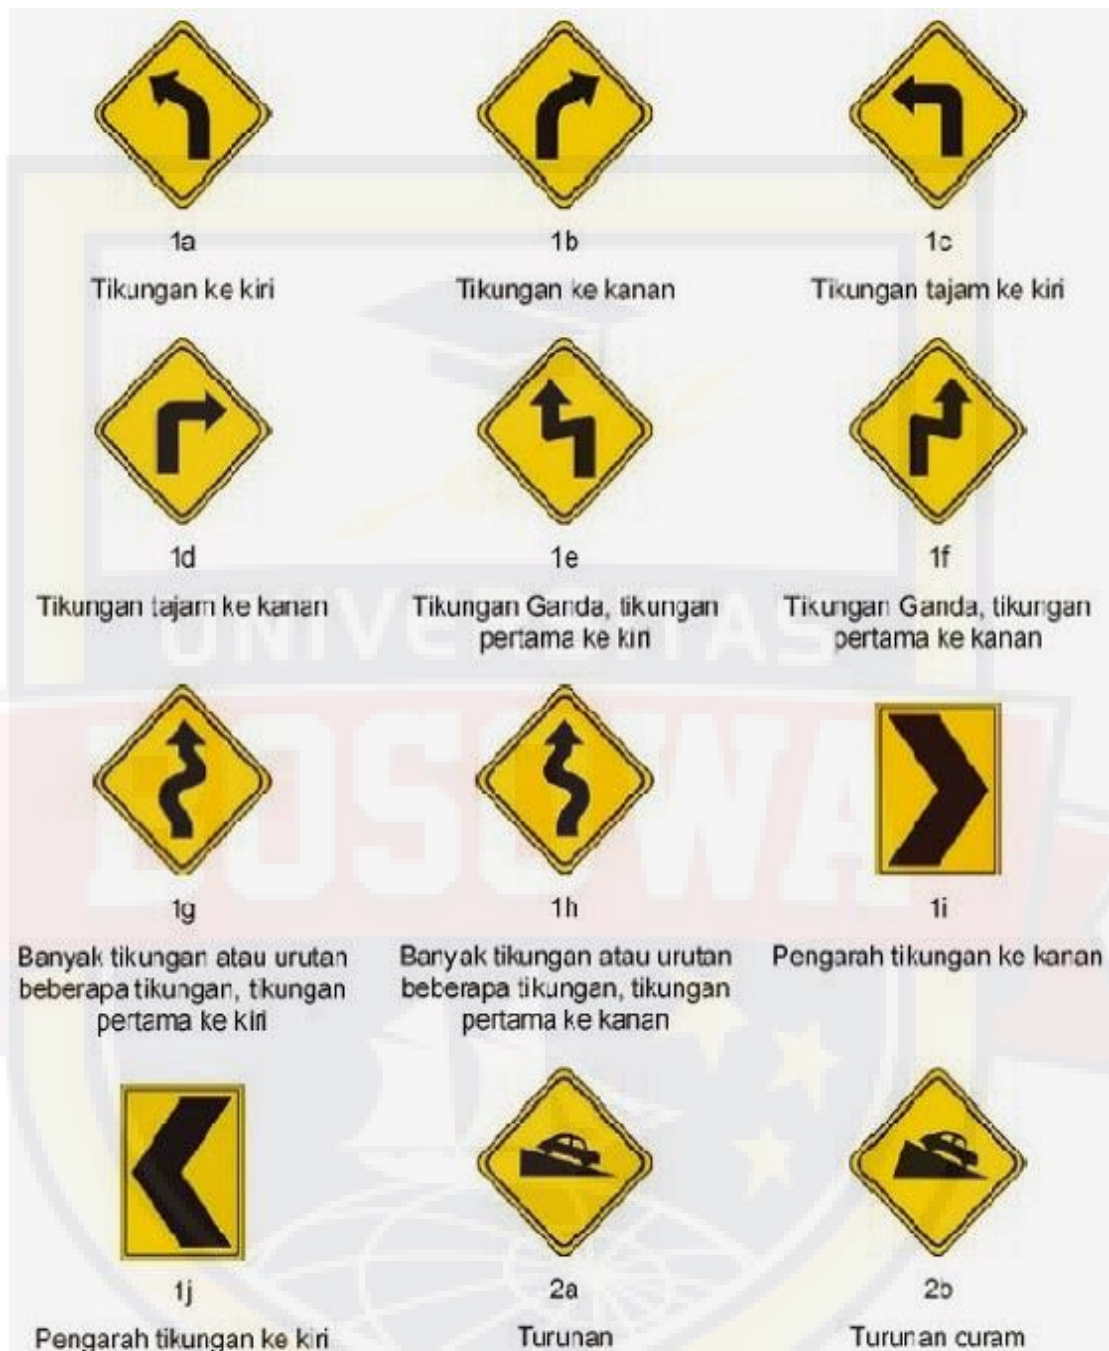 1a
1b
1c
Tikungan ke kiri
Tikungan ke kanan
Tikungan tajam ke kiri
1d
1e
1f
Tikungan tajam ke kanan
Tikungan Ganda, tikungan
pertama ke kiri
Tikungan Ganda, tikungan
pertama ke kanan
UNIVERSITAS
BOSOWA
1g
1h
1i
Banyak tikungan atau urutan
beberapa tikungan, tikungan
pertama ke kiri
Banyak tikungan atau urutan
beberapa tikungan, tikungan
pertama ke kanan
Pengarah tikungan ke kanan
1j
2a
2b
Pengarah tikungan ke kiri
Turunan
Turunan curam